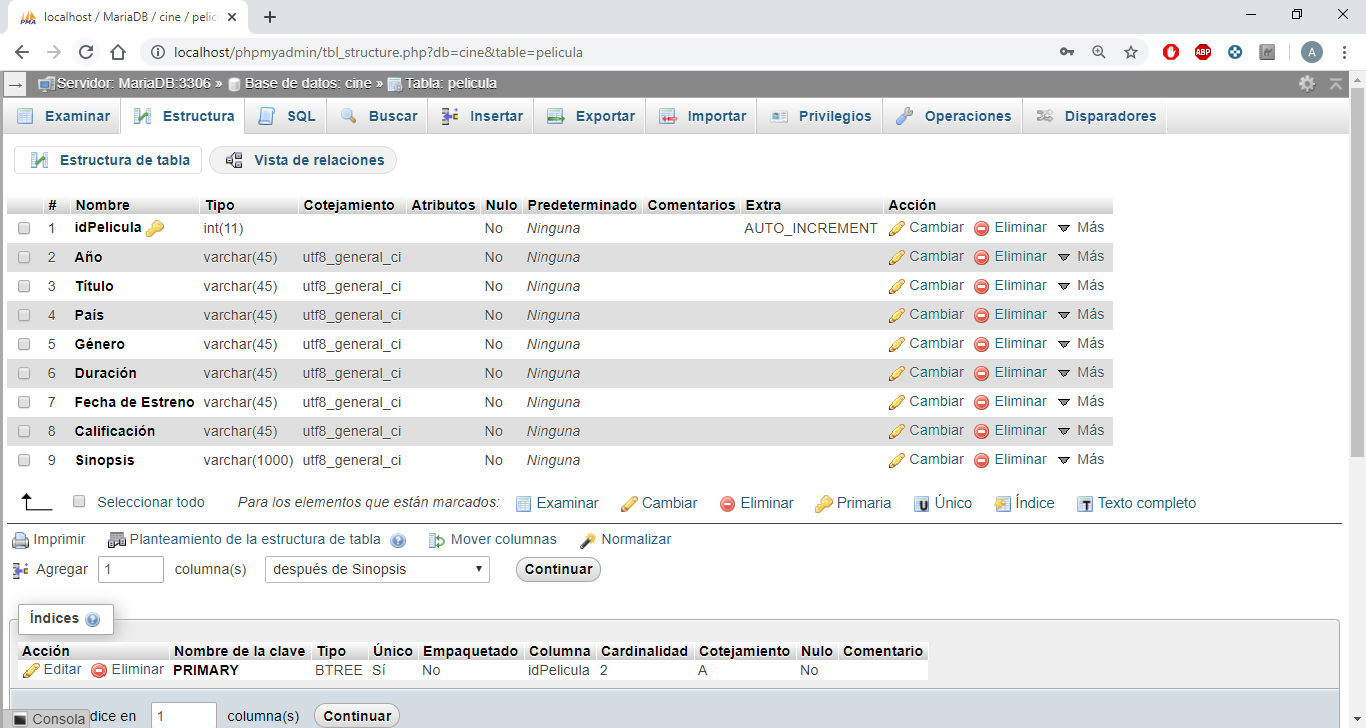 localhost / MariaDB / cine / pelic
localhost/phpmyadmin/tbl_structure.php?db=cine&table=pelicula
ABP
A
Servidor: MariaDB:3306 » Base de datos: cine » Tabla: pelicula
Examinar Estructura SQL Buscar Insertar Exportar Importar Privilegios Operaciones Disparadores
Estructura de tabla Vista de relaciones
# Nombre Tipo Cotejamiento Atributos Nulo Predeterminado Comentarios Extra Acción
1 idPelicula int(11) No Ninguna AUTO_INCREMENT Cambiar Eliminar Más
2 Año varchar(45) utf8_general_ci No Ninguna Cambiar Eliminar Más
3 Título varchar(45) utf8_general_ci No Ninguna Cambiar Eliminar Más
4 País varchar(45) utf8_general_ci No Ninguna Cambiar Eliminar Más
5 Género varchar(45) utf8_general_ci No Ninguna Cambiar Eliminar Más
6 Duración varchar(45) utf8_general_ci No Ninguna Cambiar Eliminar Más
7 Fecha de Estreno varchar(45) utf8_general_ci No Ninguna Cambiar Eliminar Más
8 Calificación varchar(45) utf8_general_ci No Ninguna Cambiar Eliminar Más
9 Sinopsis varchar(1000) utf8_general_ci No Ninguna Cambiar Eliminar Más
Seleccionar todo Para los elementos que están marcados: Examinar Cambiar Eliminar Primaria Único Índice Texto completo
Imprimir Planteamiento de la estructura de tabla Mover columnas Normalizar
Agregar 1 columna(s) después de Sinopsis Continuar
Índices
Acción Nombre de la clave Tipo Único Empaquetado Columna Cardinalidad Cotejamiento Nulo Comentario
Editar Eliminar PRIMARY BTREE Sí No idPelicula 2 A No
Consola dice en 1 columna(s) Continuar